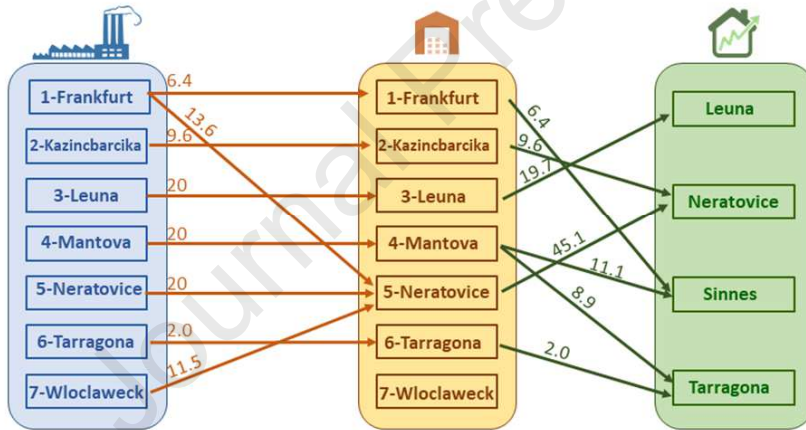 6.4
1-Frankfurt
1-Frankfurt
6.4
Leuna
13.6
9.6
2-Kazincbarcika
2-Kazincbarcika
9.6
20
19.7
3-Leuna
3-Leuna
Neratovice
20
4-Mantova
4-Mantova
45.1
11.1
20
5-Neratovice
5-Neratovice
8.9
Sinnes
2.0
6-Tarragona
6-Tarragona
2.0
11.5
7-Wloclaweck
7-Wloclaweck
Tarragona
Journal Pre